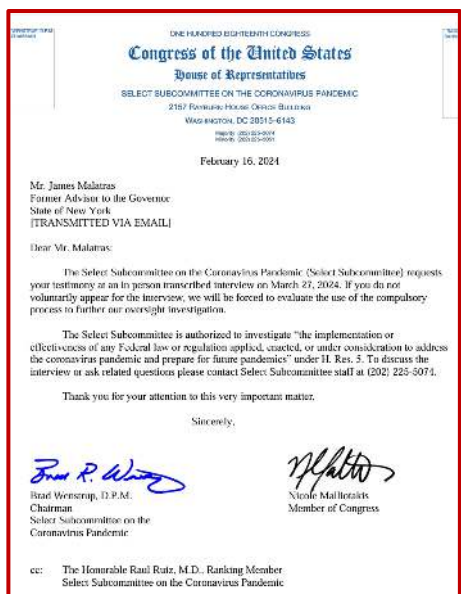 ONE HUNDRED EIGHTEENTH CONGRESS
Congress of the United States
House of Representatives
SELECT SUBCOMMITTEE ON THE CORONAVIRUS PANDEMIC
2157 RAYBURN HOUSE OFFICE BUILDING
WASHINGTON, DC 20515-6143
February 16, 2024
Mr. James Malatras
Former Advisor to the Governor
State of New York
[TRANSMITTED VIA EMAIL]
Dear Mr. Malatras:
The Select Subcommittee on the Coronavirus Pandemic (Select Subcommittee) requests
your testimony at an in person transcribed interview on March 27, 2024. If you do not
voluntarily appear for the interview, we will be forced to evaluate the use of the compulsory
process to further our oversight investigation.
The Select Subcommittee is authorized to investigate "the implementation or
effectiveness of any Federal law or regulation applied, enacted, or under consideration to address
the coronavirus pandemic and prepare for future pandemics" under H. Res. 5. To discuss the
interview or ask related questions please contact Select Subcommittee staff at (202) 225-5074.
Thank you for your attention to this very important matter.
Sincerely,
Brad R. Wenstrup
Brad Wenstrup, D.P.M.
Chairman
Select Subcommittee on the
Coronavirus Pandemic
Nicole Malliotakis
Member of Congress
cc: The Honorable Raul Ruiz, M.D., Ranking Member
Select Subcommittee on the Coronavirus Pandemic